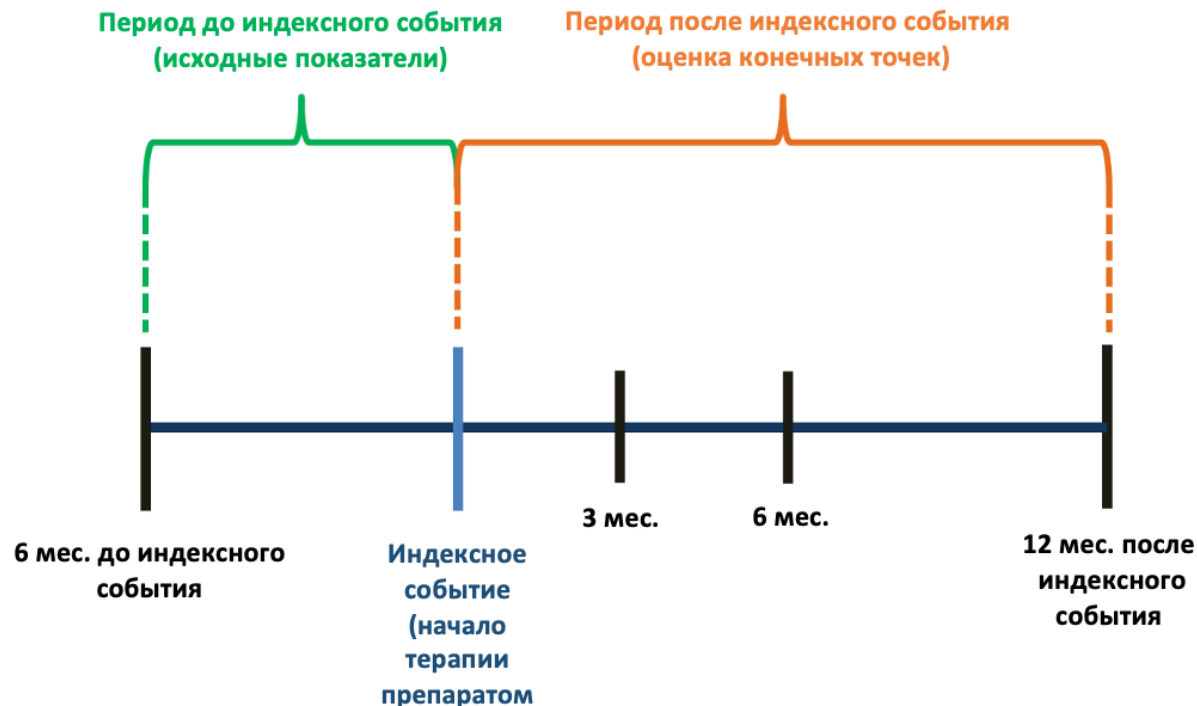 Период до индексного события
(исходные показатели)
Период после индексного события
(оценка конечных точек)
6 мес. до индексного
события
Индексное
событие
(начало
терапии
препаратом
3 мес.
6 мес.
12 мес. после
индексного
события